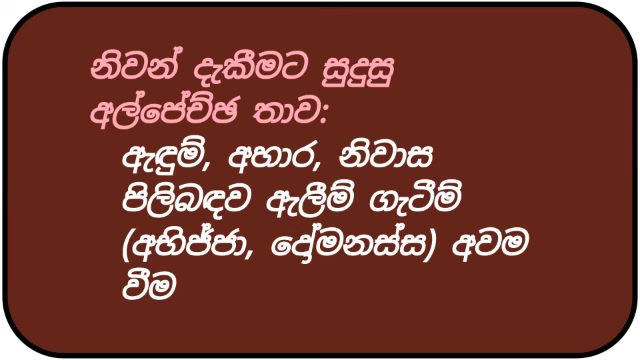 නිවන් දැකීමට සුදුසු
අල්පේච්ඡ තාව:
ඇඳුම්, අහාර, නිවාස
පිලිබඳව ඇලීම් ගැටීම්
(අභිජ්ජා, දෝමනස්ස) අවම
වීම